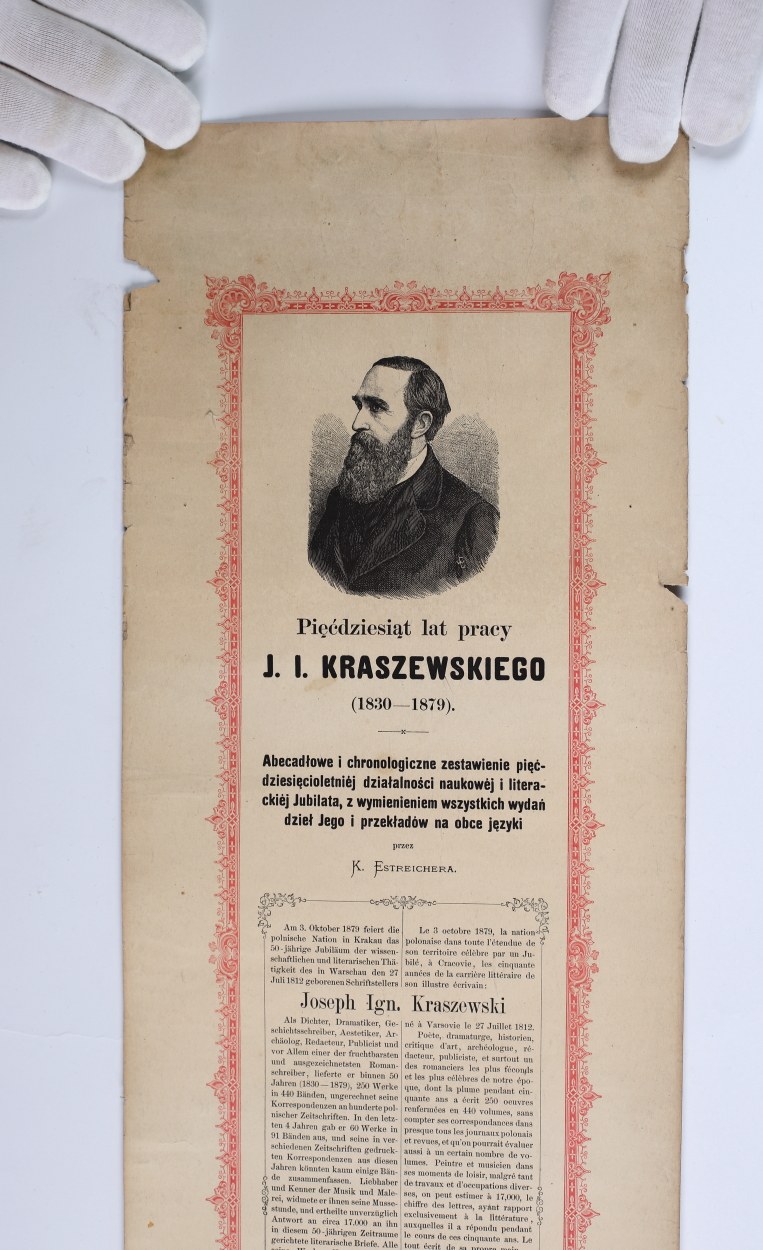 Pięćdziesiąt lat pracy
J. I. KRASZEWSKIEGO
(1830—1879).
Abecadłowe i chronologiczne zestawienie pięć-
dziesięcioletniéj działalności naukowéj i litera-
ckiéj Jubilata, z wymienieniem wszystkich wydań
dzieł Jego i przekładów na obce języki
przez
K. ESTREICHERA.
Am 3. Oktober 1879 feiert die
polnische Nation in Krakau das
50-jährige Jubiläum der wissen-
schaftlichen und literarischen Thä-
tigkeit des in Warschau den 27
Juli 1812 geborenen Schriftstellers
Le 3 octobre 1879, la nation
polonaise dans toute l'étendue de
son territoire célèbre par un Ju-
bilé, à Cracovie, les cinquante
années de la carrière littéraire de
son illustre écrivain:
Joseph Ign. Kraszewski
Als Dichter, Dramatiker, Ge-
schichtsschreiber, Aestetiker, Ar-
chäolog, Redacteur, Publicist und
vor Allem einer der fruchtbarsten
und ausgezeichnetsten Roman-
schreiber, lieferte er binnen 50
Jahren (1830—1879), 250 Werke
in 440 Bänden, ungerechnet seine
Korrespondenzen an hunderte pol-
nischer Zeitschriften. In den letz-
ten 4 Jahren gab er 60 Werke in
91 Bänden aus, und seine in ver-
schiedenen Zeitschriften gedruck-
ten Korrespondenzen aus diesen
Jahren könnten kaum einige Bän-
de zusammenfassen. Liebhaber
und Kenner der Musik und Male-
rei, widmete er ihnen seine Musse-
stunde, und ertheilte unverzüglich
Antwort an circa 17.000 an ihn
in diesem 50-jährigen Zeitraume
gerichtete literarische Briefe. Alle
né à Varsovie le 27 Juillet 1812.
Poëte, dramaturge, historien,
critique d'art, archéologue, ré-
dacteur, publiciste, et surtout un
des romanciers les plus féconds
et les plus célèbres de notre épo-
que, dont la plume pendant cin-
quante ans a écrit 250 oeuvres
renfermées en 440 volumes, sans
compter ses correspondances dans
presque tous les journaux polonais
et revues, et qu'on pourrait évaluer
aussi à un certain nombre de vo-
lumes. Peintre et musicien dans
ses moments de loisir, malgré tant
de travaux et d'occupations diver-
ses, on peut estimer à 17,000, le
chiffre des lettres, ayant rapport
exclusivement à la littérature,
auxquelles il a répondu pendant
le cours de ces cinquante ans. Le
tout écrit de sa propre main,